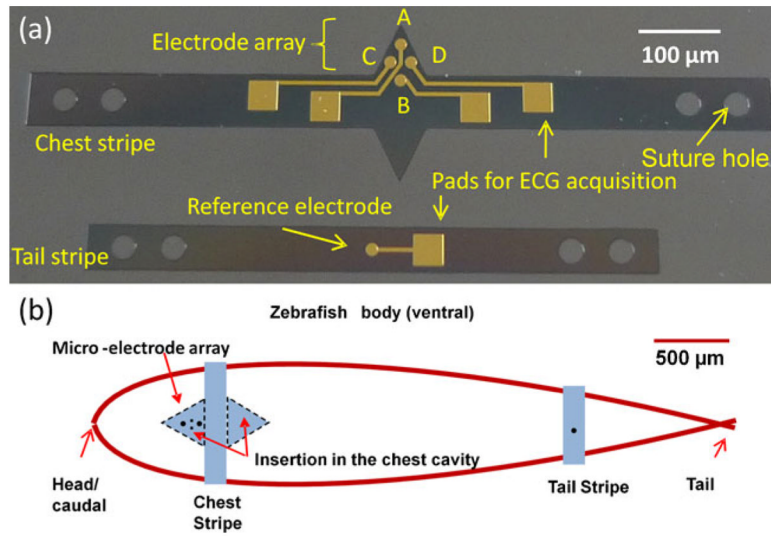 (a)
A
Electrode array
C
D
100 µm
B
Chest stripe
Suture hole
Pads for ECG acquisition
Reference electrode
Tail stripe
(b)
Zebrafish body (ventral)
Micro -electrode array
500 µm
Insertion in the chest cavity
Head/
caudal
Chest
Stripe
Tail Stripe
Tail